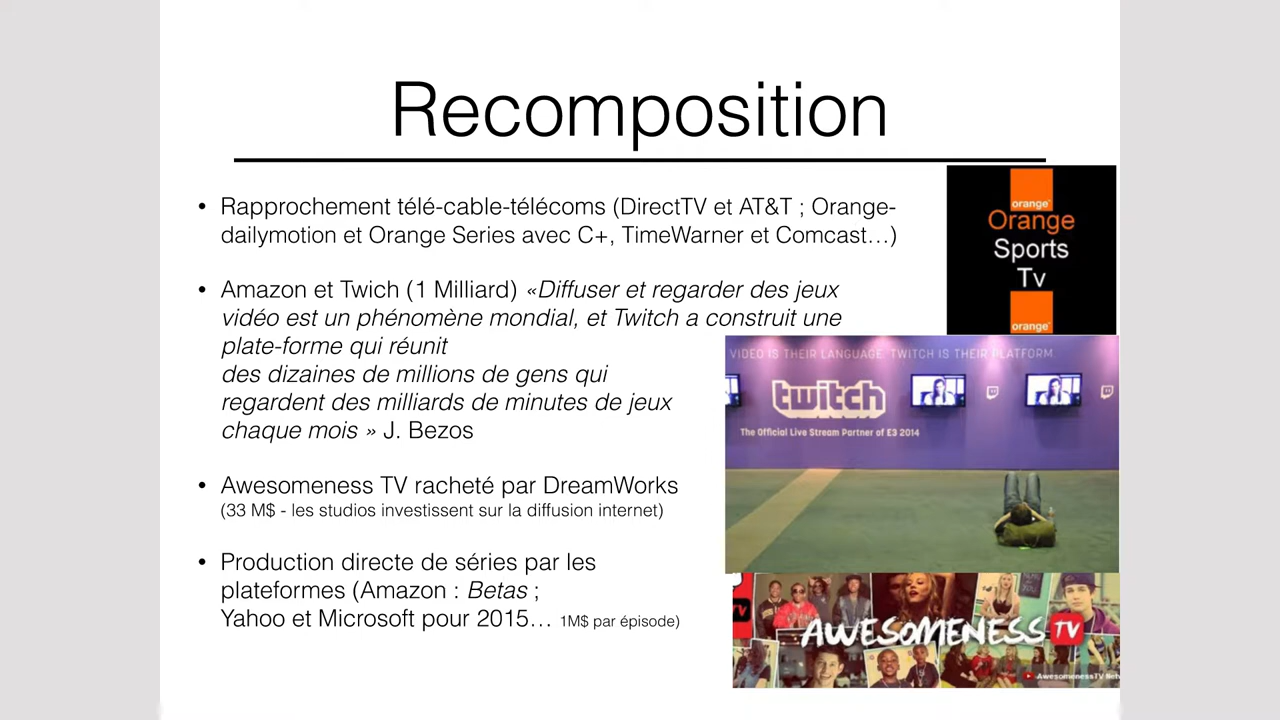 Recomposition
• Rapprochement télé-cable-télécoms (DirectTV et AT&T ; Orange-
dailymotion et Orange Series avec C+, TimeWarner et Comcast…)
• Amazon et Twich (1 Milliard) «Diffuser et regarder des jeux
vidéo est un phénomène mondial, et Twitch a construit une
plate-forme qui réunit
des dizaines de millions de gens qui
regardent des milliards de minutes de jeux
chaque mois » J. Bezos
• Awesomeness TV racheté par DreamWorks
(33 M$ - les studios investissent sur la diffusion internet)
• Production directe de séries par les
plateformes (Amazon : Betas ;
Yahoo et Microsoft pour 2015… 1M$ par épisode)
orange™
Orange
Sports
Tv
orange™
VIDEO IS THEIR LANGUAGE. TWITCH IS THEIR PLATFORM.
twitch
The Official Live Stream Partner of E3 2014
TV
AWESOMENESS TV
AwesomenessTV Netw